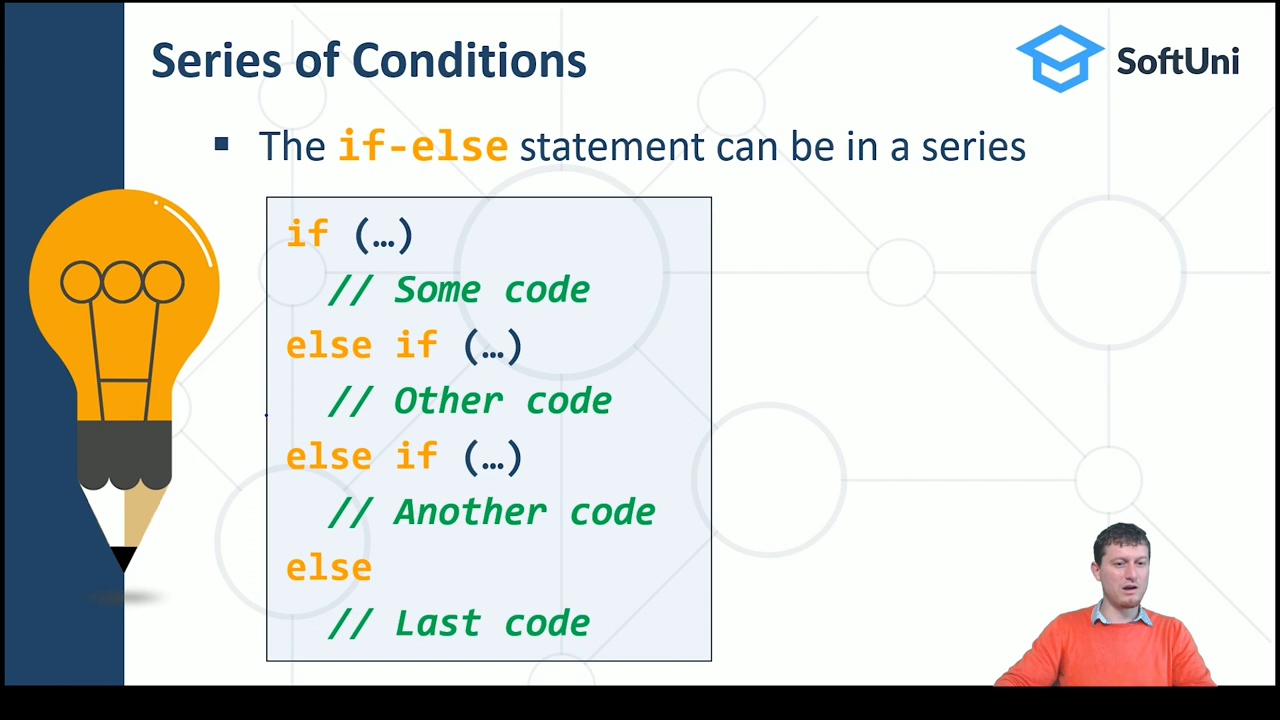 Series of Conditions
SoftUni
▪ The if-else statement can be in a series
if (…)
// Some code
else if (…)
// Other code
else if (…)
// Another code
else
// Last code